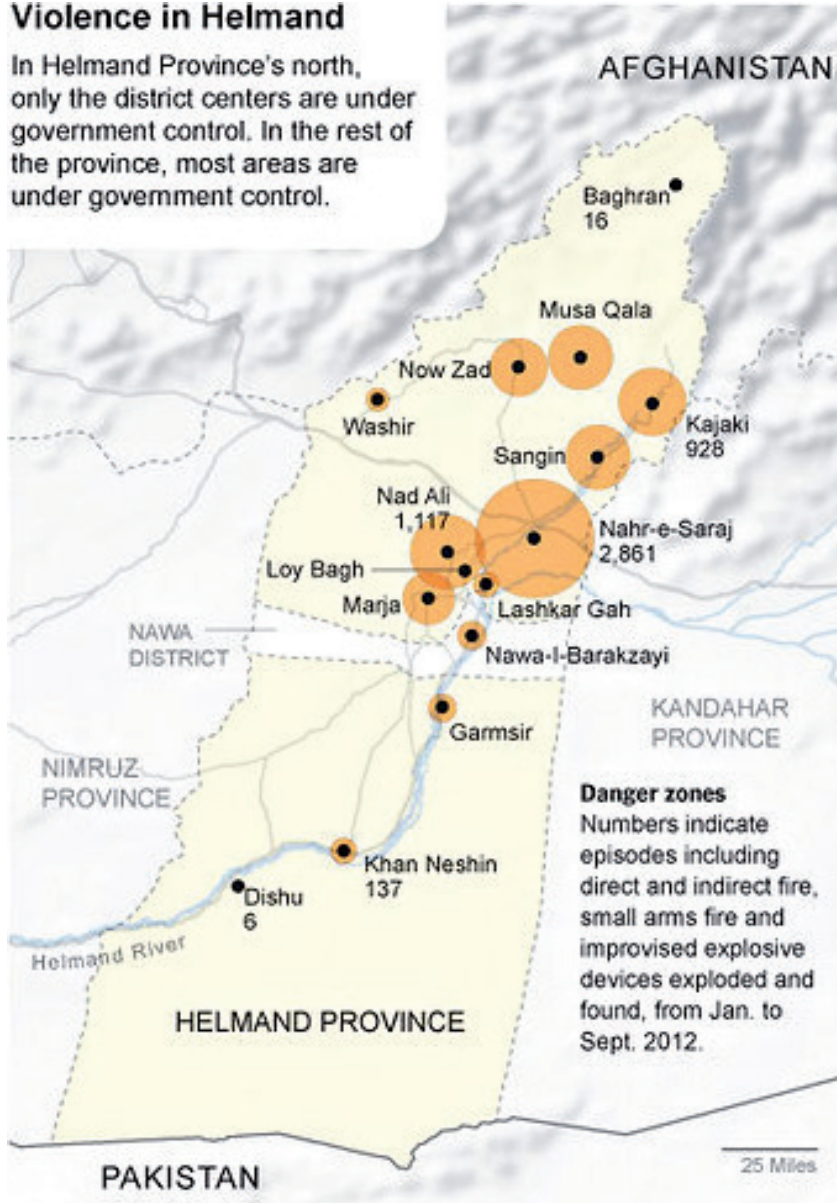 Violence in Helmand
In Helmand Province's north,
only the district centers are under
government control. In the rest of
the province, most areas are
under government control.
AFGHANISTAN
Baghran
16
Musa Qala
Now Zad
Washir
Kajaki
928
Sangin
Nad Ali
1,117
Nahr-e-Saraj
2,861
Loy Bagh
Marja
Lashkar Gah
NAWA
DISTRICT
Nawa-I-Barakzayi
Garmsir
KANDAHAR
PROVINCE
NIMRUZ
PROVINCE
Danger zones
Numbers indicate
episodes including
direct and indirect fire,
small arms fire and
improvised explosive
devices exploded and
found, from Jan. to
Sept. 2012.
Khan Neshin
137
Dishu
6
Helmand River
HELMAND PROVINCE
PAKISTAN
25 Miles